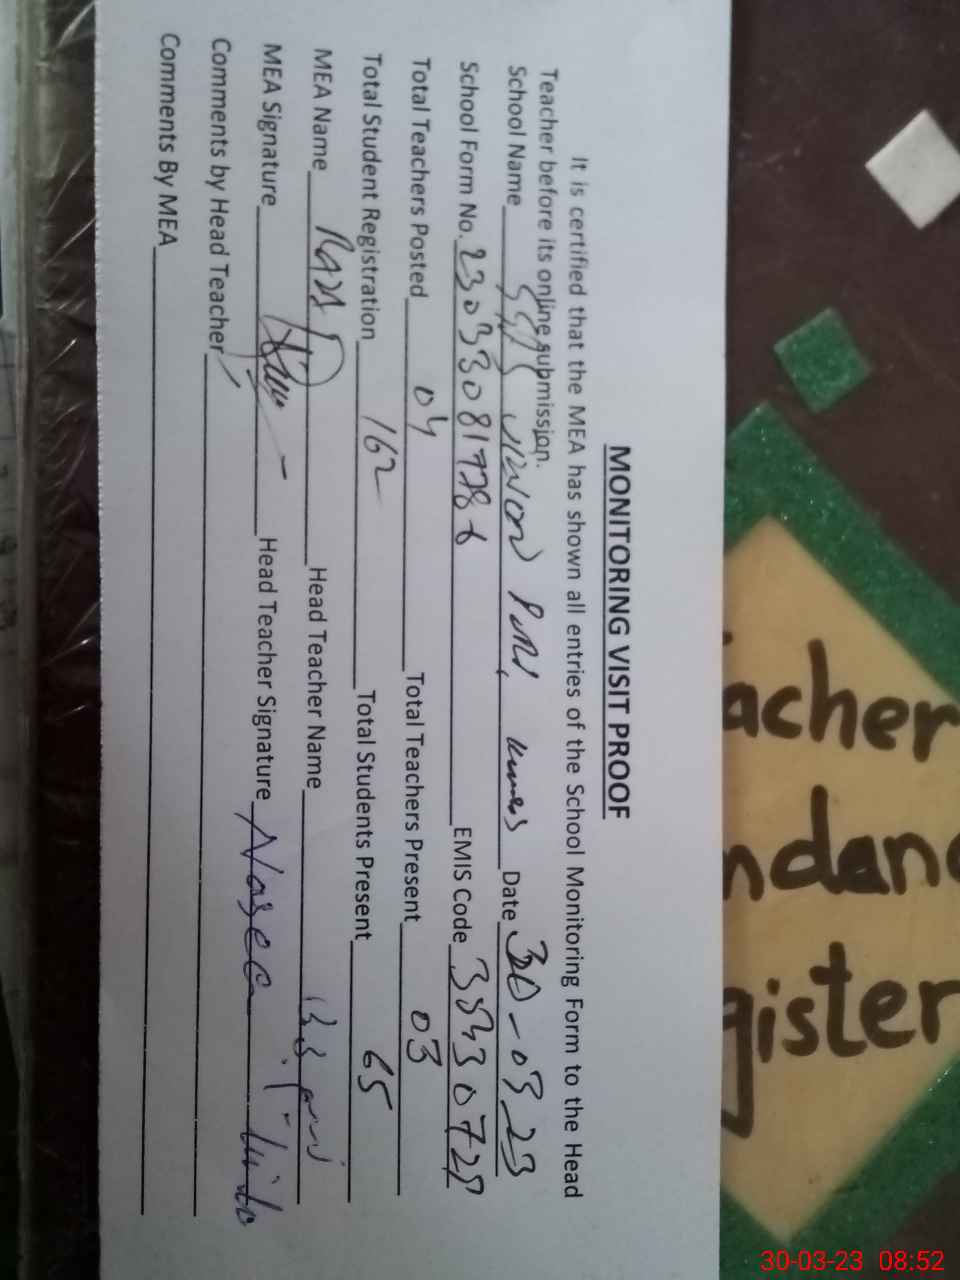 MONITORING VISIT PROOF
It is certified that the MEA has shown all entries of the School Monitoring Form to the Head
Teacher before its online submission.
School Name Date 30-03-23
School Form No. EMIS Code
Total Teachers Posted 04 Total Teachers Present 03
Total Student Registration 162 Total Students Present 65
MEA Name Head Teacher Name
MEA Signature Head Teacher Signature
Comments by Head Teacher
Comments By MEA
acher
ndanc
gister
30-03-23 08:52